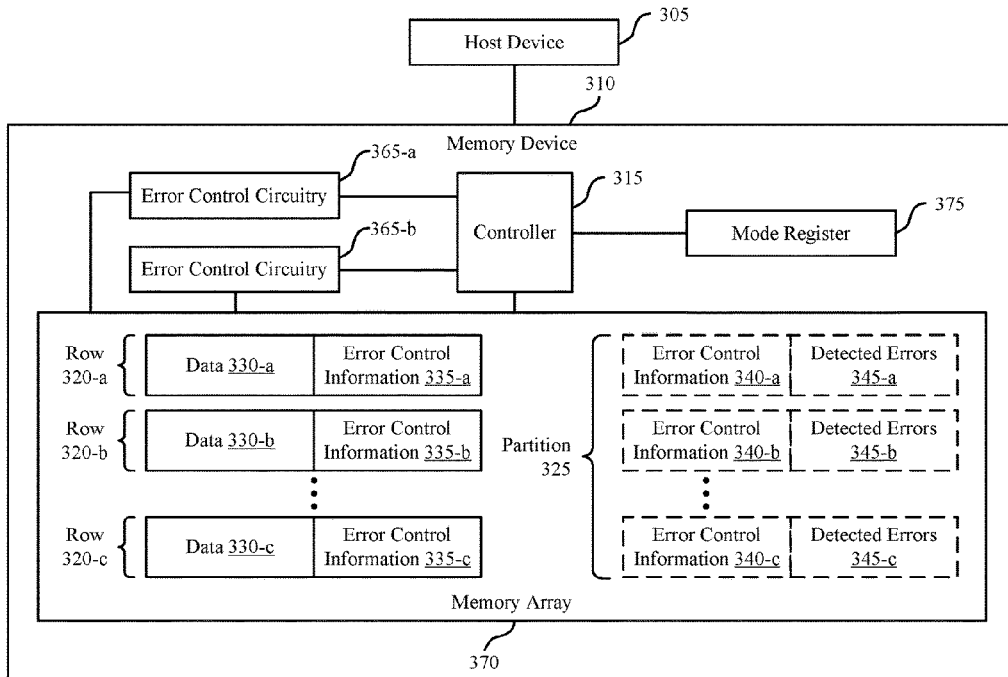 305
Host Device
310
Memory Device
365-a
Error Control Circuitry
315
Controller
375
Mode Register
365-b
Error Control Circuitry
Row
320-a
Data 330-a
Error Control
Information 335-a
Row
320-b
Data 330-b
Error Control
Information 335-b
Row
320-c
Data 330-c
Error Control
Information 335-c
Partition
325
Error Control
Information 340-a
Detected Errors
345-a
Error Control
Information 340-b
Detected Errors
345-b
Error Control
Information 340-c
Detected Errors
345-c
Memory Array
370